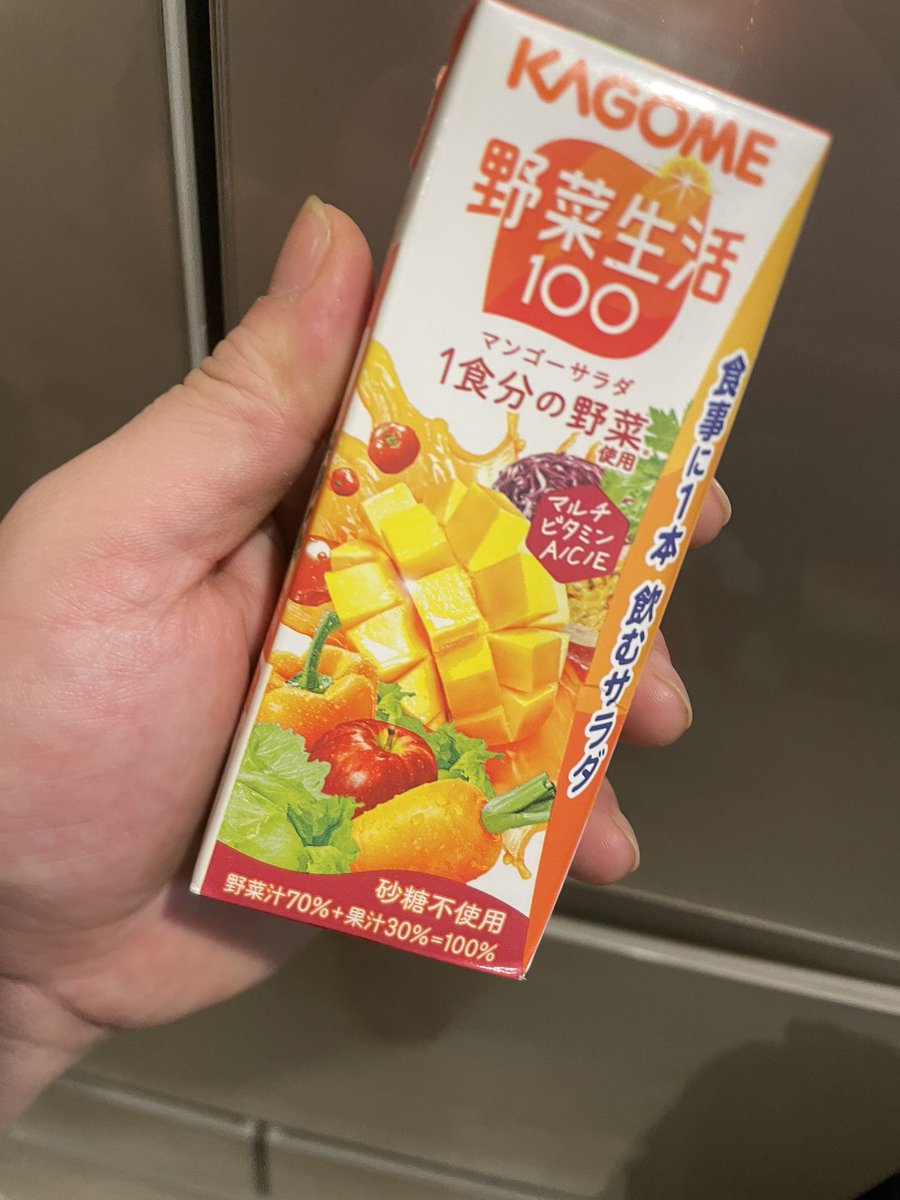 KAGOME
野菜生活
100
マンゴーサラダ
1食分の野菜※
使用
マルチ
ビタミン
A/C/E
食事に1本 飲むサラダ
砂糖不使用
野菜汁70%+果汁30%=100%